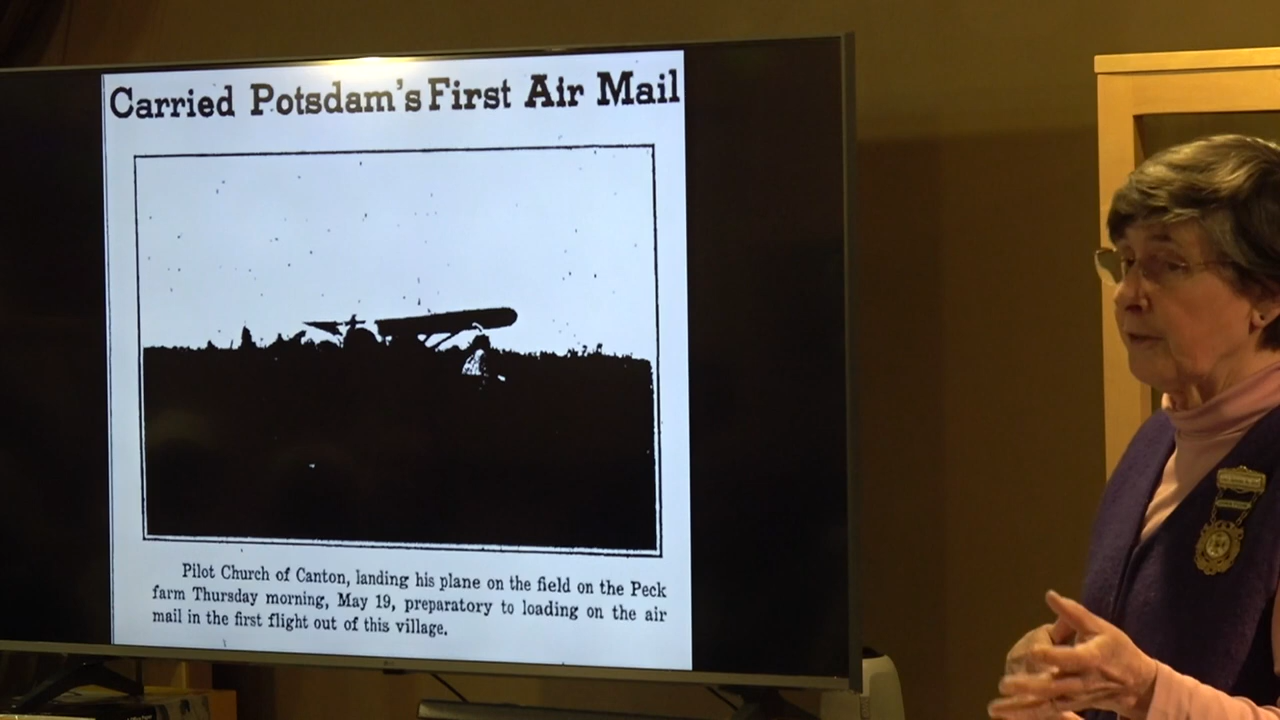 Carried Potsdam's First Air Mail
Pilot Church of Canton, landing his plane on the field on the Peck
farm Thursday morning, May 19, preparatory to loading on the air
mail in the first flight out of this village.
LG